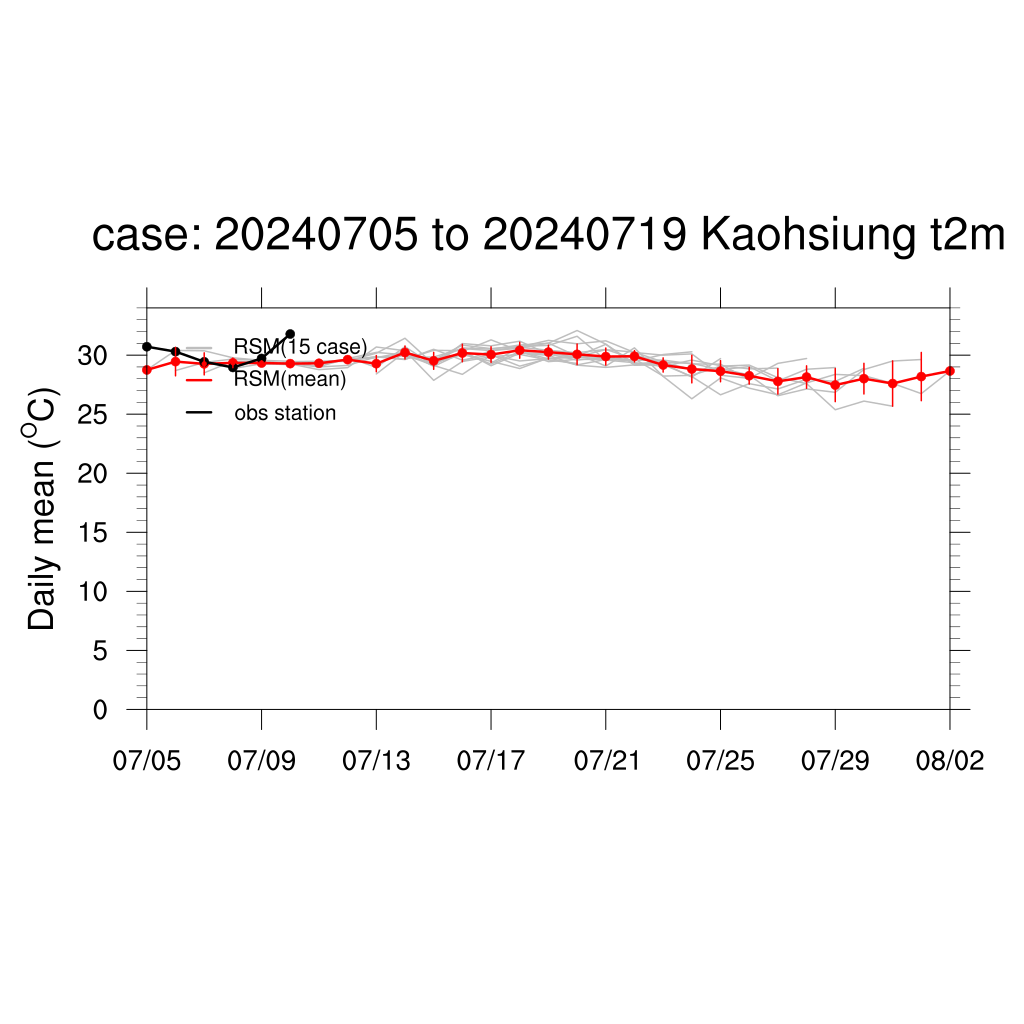 case: 20240705 to 20240719 Kaohsiung t2m
Daily mean (°C)
30
25
20
15
10
5
0
RSM(15 case)
RSM(mean)
obs station
07/05 07/09 07/13 07/17 07/21 07/25 07/29 08/02